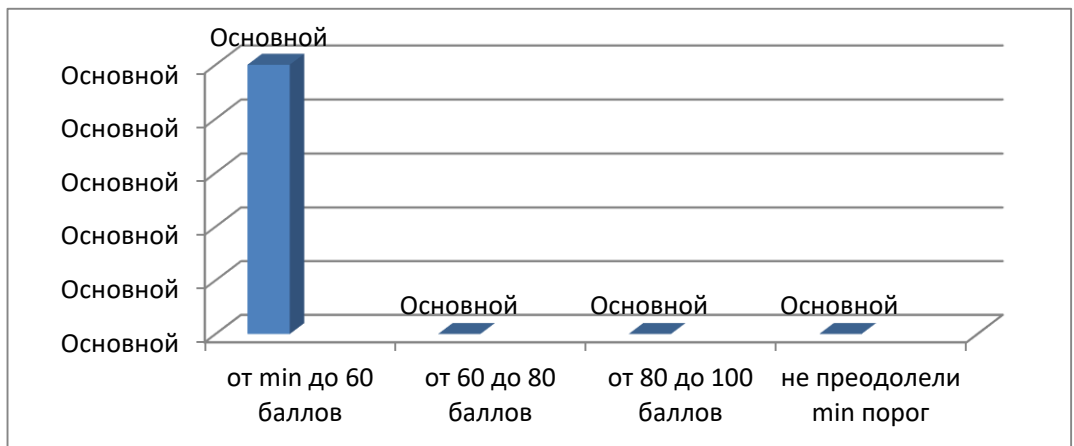 Основной
Основной
Основной
Основной
Основной
Основной
Основной
Основной Основной Основной
от min до 60 баллов
от 60 до 80 баллов
от 80 до 100 баллов
не преодолели min порог